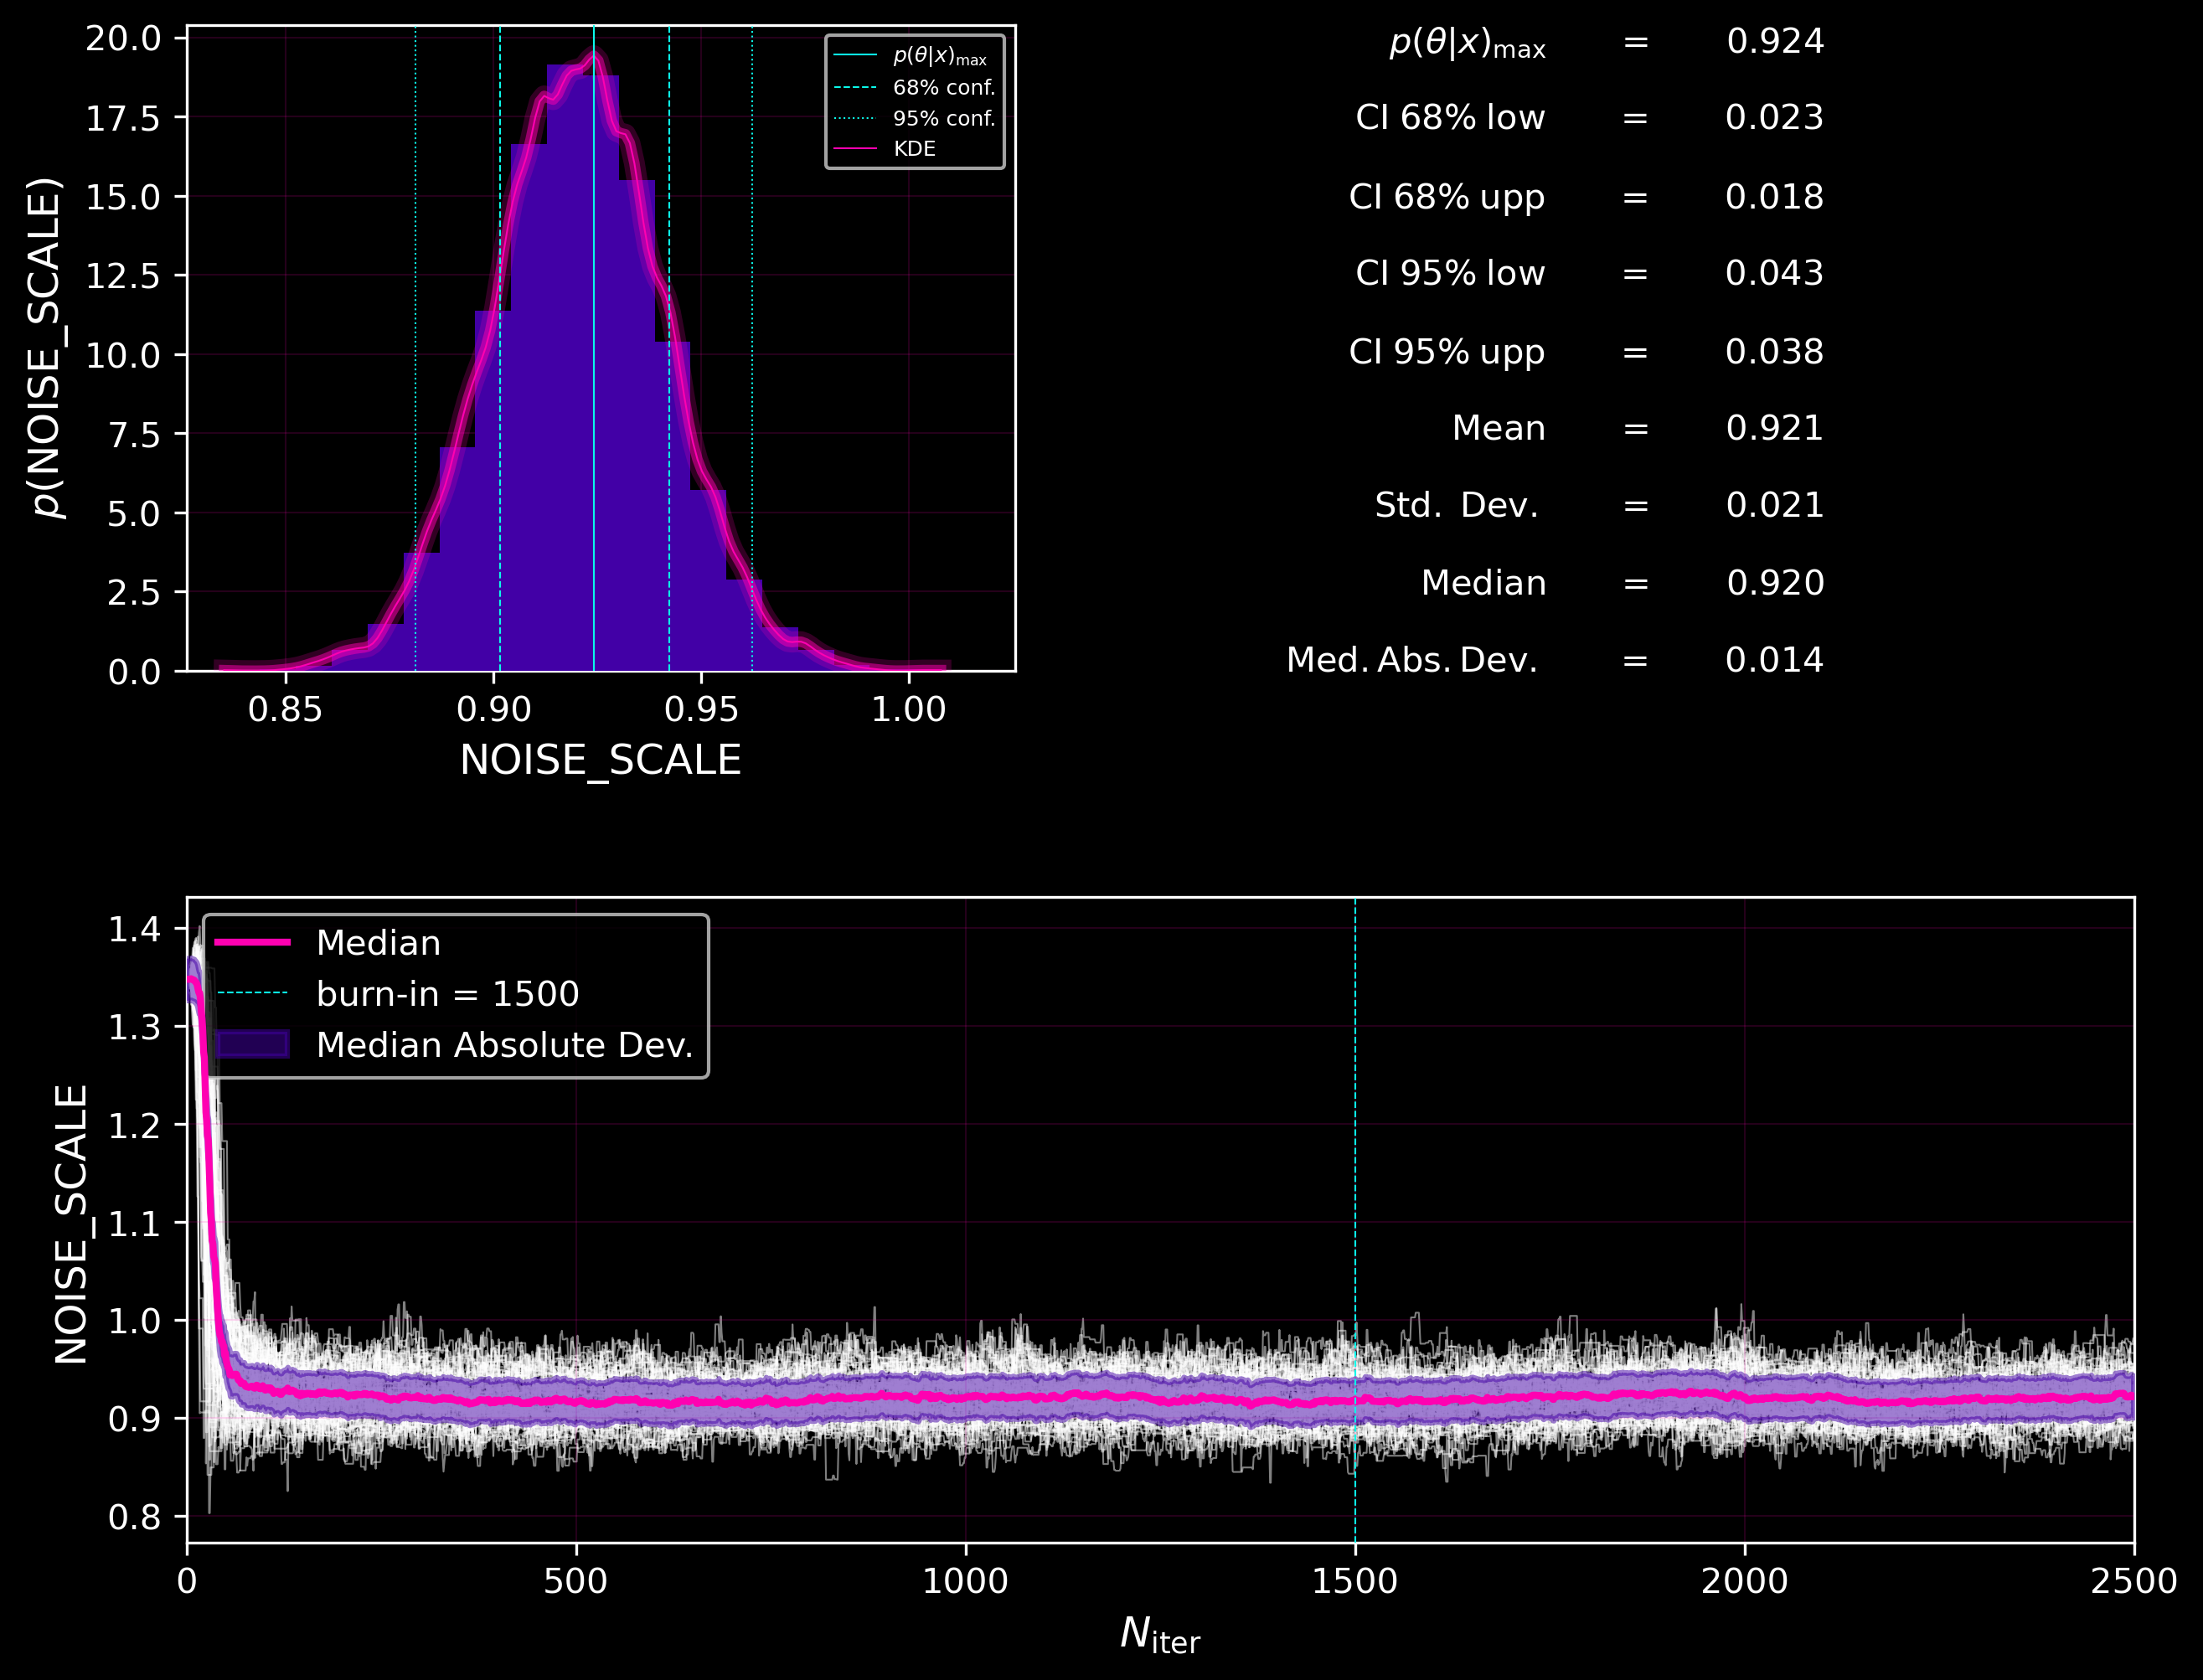 20.0
17.5
15.0
12.5
10.0
7.5
5.0
2.5
0.0
p(NOISE_SCALE)
0.85 0.90 0.95 1.00
NOISE_SCALE
p(θ|x)max
68% conf.
95% conf.
KDE
p(θ|x)max = 0.924
CI 68% low = 0.023
CI 68% upp = 0.018
CI 95% low = 0.043
CI 95% upp = 0.038
Mean = 0.921
Std. Dev. = 0.021
Median = 0.920
Med. Abs. Dev. = 0.014
1.4
1.3
1.2
1.1
1.0
0.9
0.8
NOISE_SCALE
Median
burn-in = 1500
Median Absolute Dev.
0 500 1000 1500 2000 2500
Niter